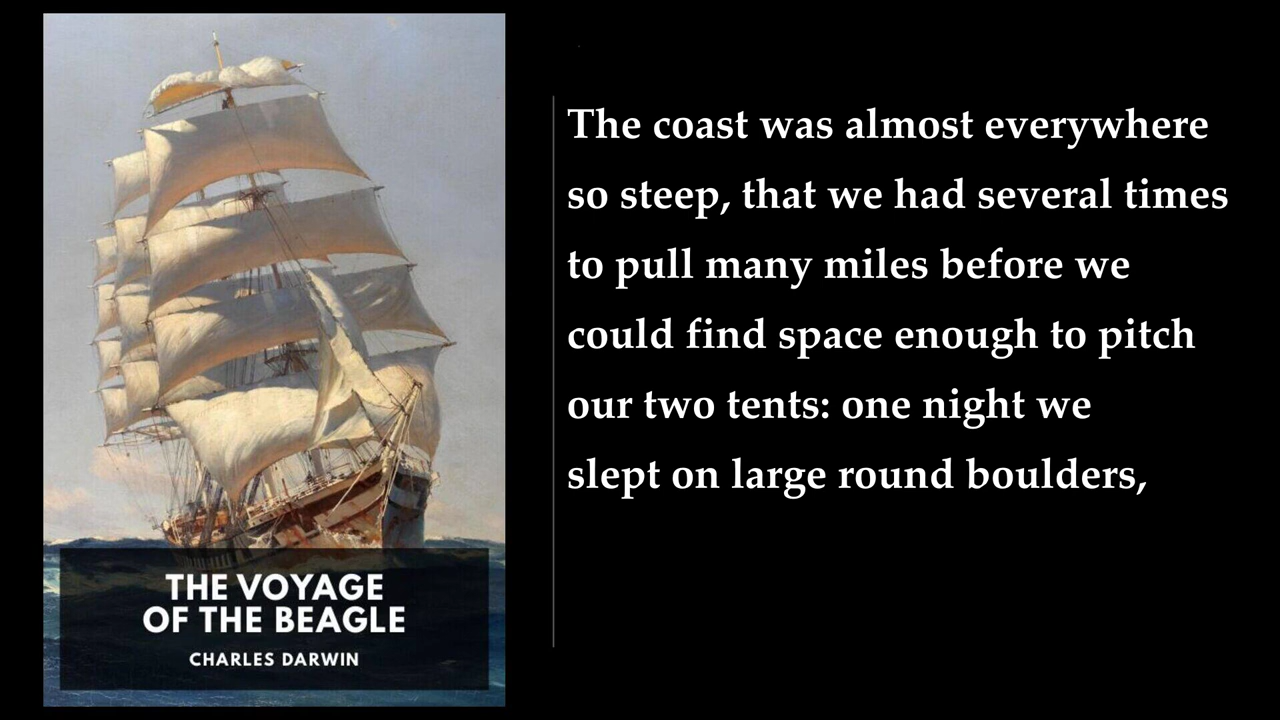 THE VOYAGE
OF THE BEAGLE
CHARLES DARWIN
The coast was almost everywhere
so steep, that we had several times
to pull many miles before we
could find space enough to pitch
our two tents: one night we
slept on large round boulders,